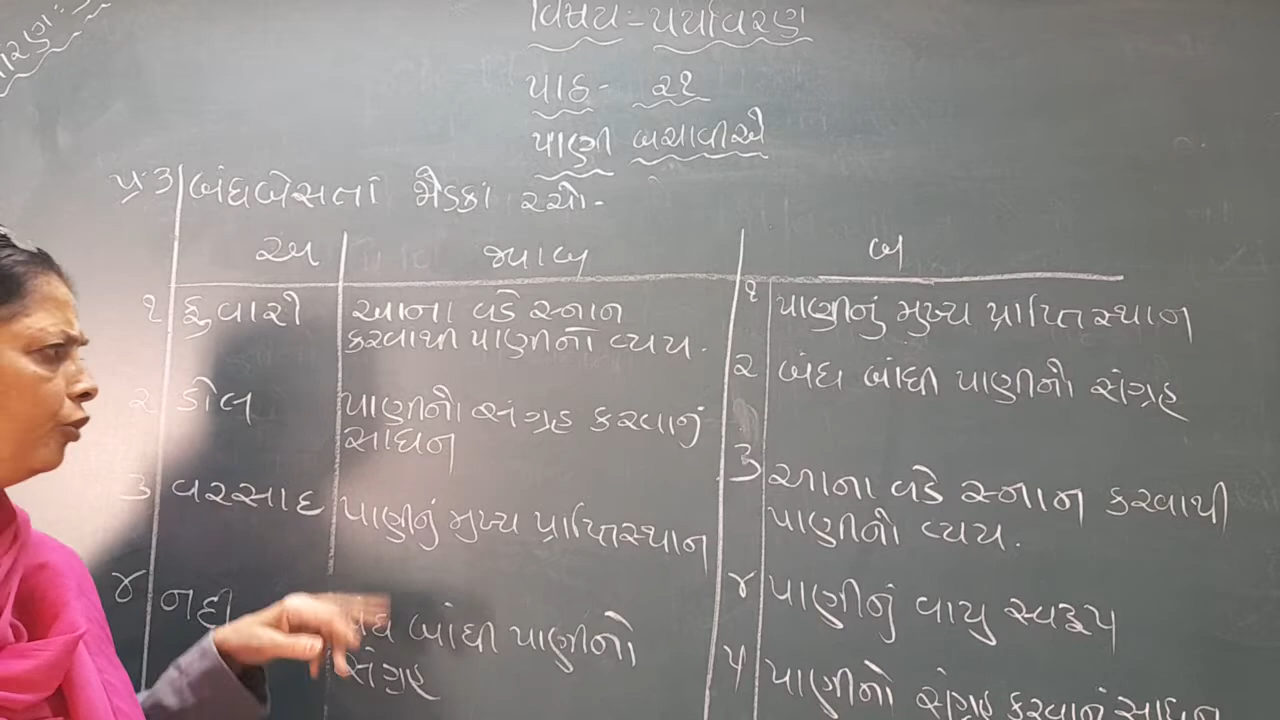 વિષય:- પર્યાવરણ
પાઠ- ૨૧
પાણી બચાવીએ
પ્ર.૩ બંધબેસતાં જોડકાં રચો-
અ જવાબ બ
૧ ફુવારો
આના વડે સ્નાન
કરવાથી પાણીનો વ્યય.
૨ ડોલ
પાણીનો સંગ્રહ કરવાનું
સાધન
૩ વરસાદ
પાણીનું મુખ્ય પ્રાપ્તિસ્થાન
૪ નદી
બંધ બાંધી પાણીનો
સંગ્રહ
૧ પાણીનું મુખ્ય પ્રાપ્તિસ્થાન
૨ બંધ બાંધી પાણીનો સંગ્રહ
૩ આના વડે સ્નાન કરવાથી
પાણીનો વ્યય.
૪ પાણીનું વાયુ સ્વરૂપ
૫ પાણીનો સંગ્રહ કરવાનું સાધન